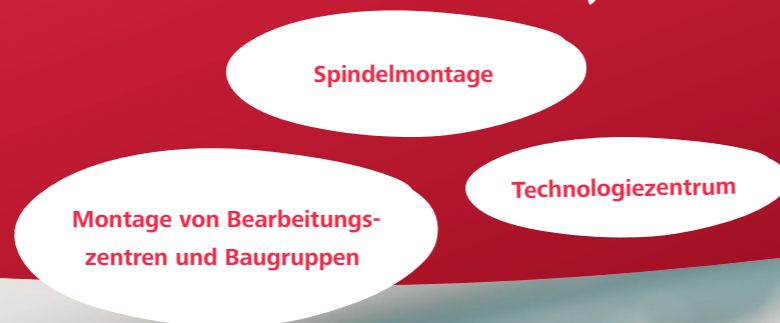 Spindelmontage
Technologiezentrum
Montage von Bearbeitungs-
zentren und Baugruppen